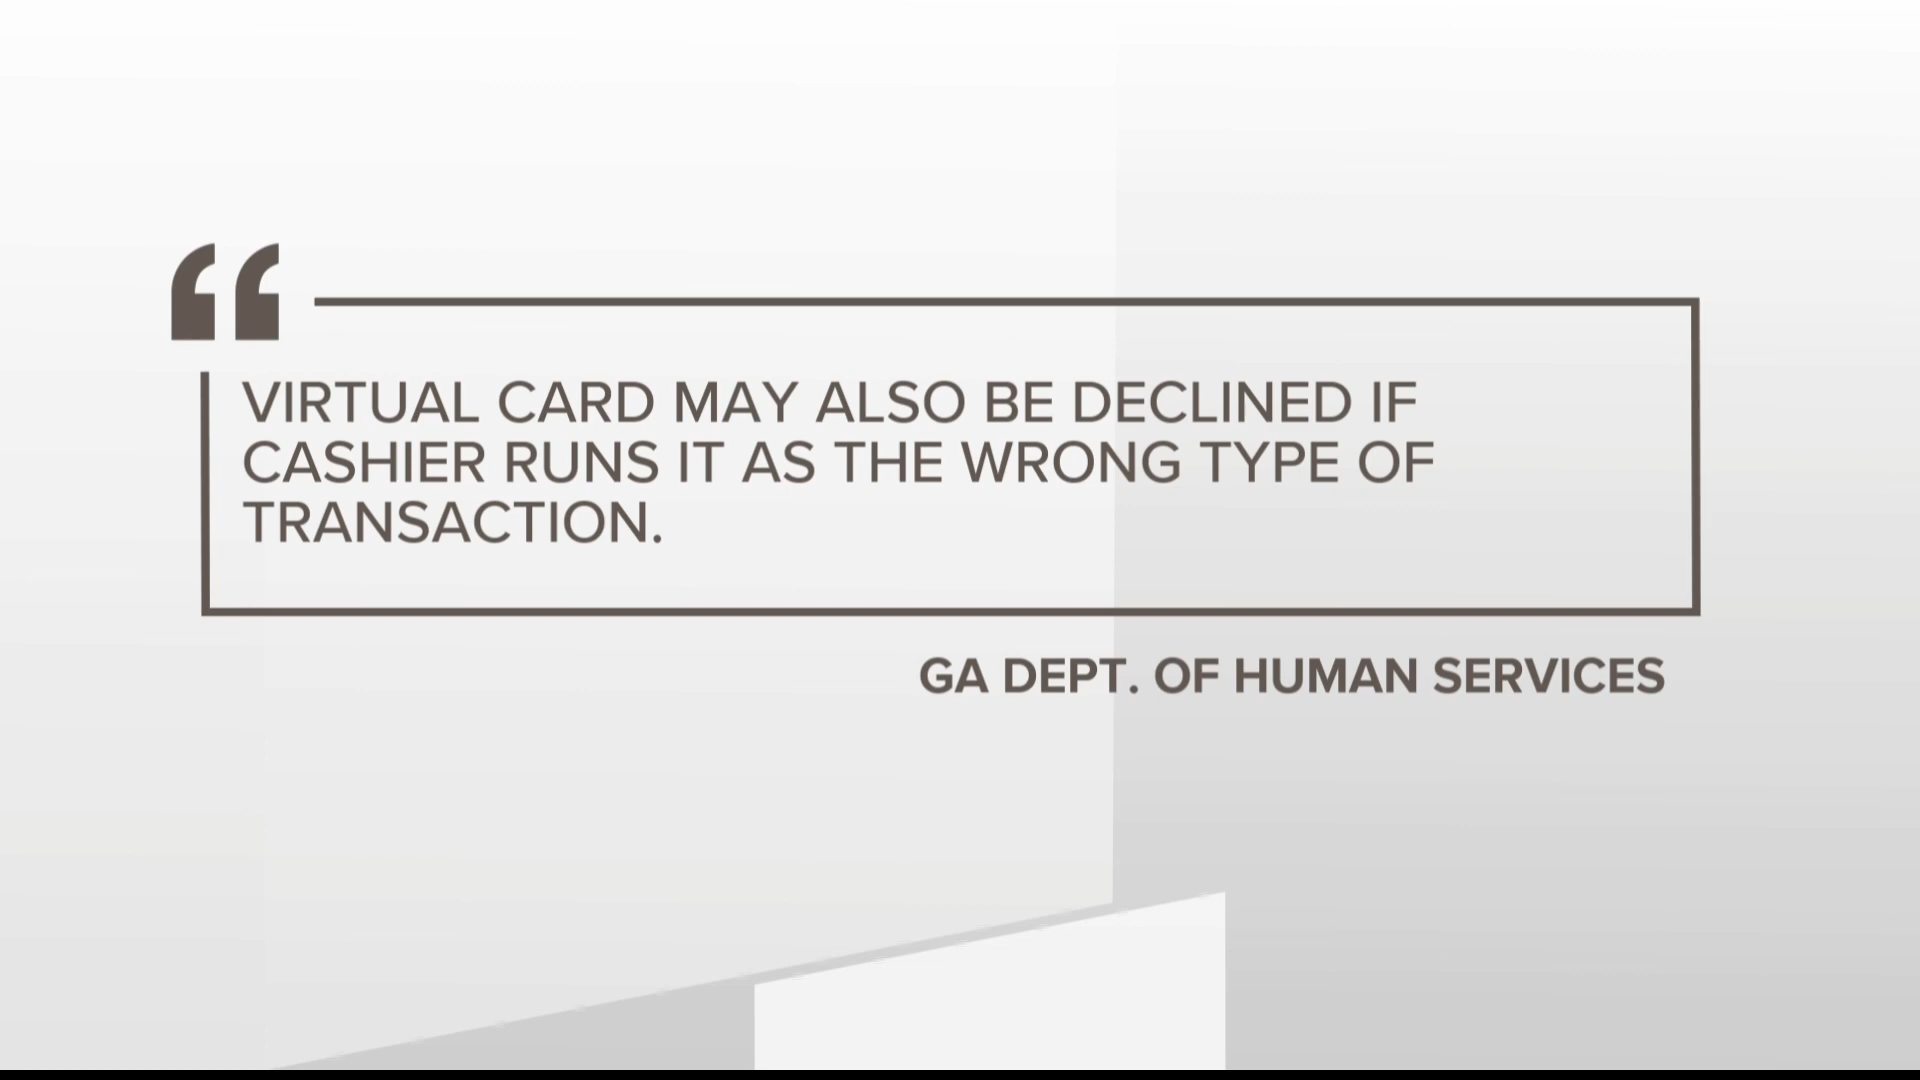 “
VIRTUAL CARD MAY ALSO BE DECLINED IF
CASHIER RUNS IT AS THE WRONG TYPE OF
TRANSACTION.
GA DEPT. OF HUMAN SERVICES